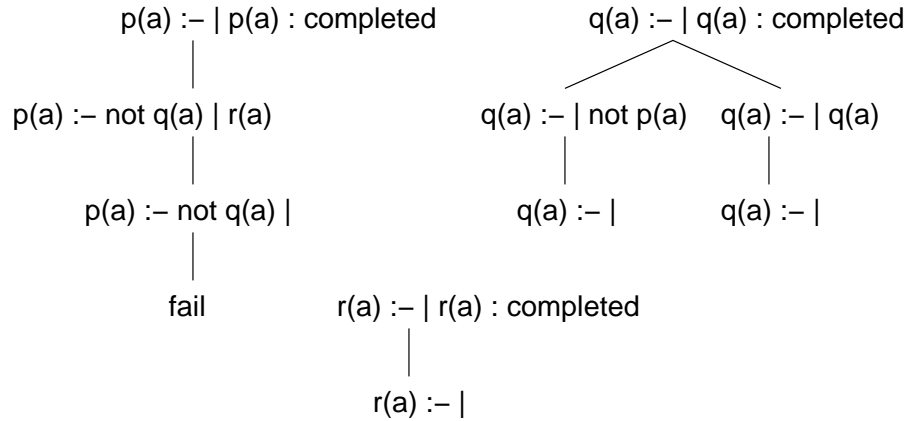 p(a) :– | p(a) : completed
q(a) :– | q(a) : completed
p(a) :– not q(a) | r(a)
q(a) :– | not p(a)
q(a) :– | q(a)
p(a) :– not q(a) |
q(a) :– |
q(a) :– |
fail
r(a) :– | r(a) : completed
r(a) :– |